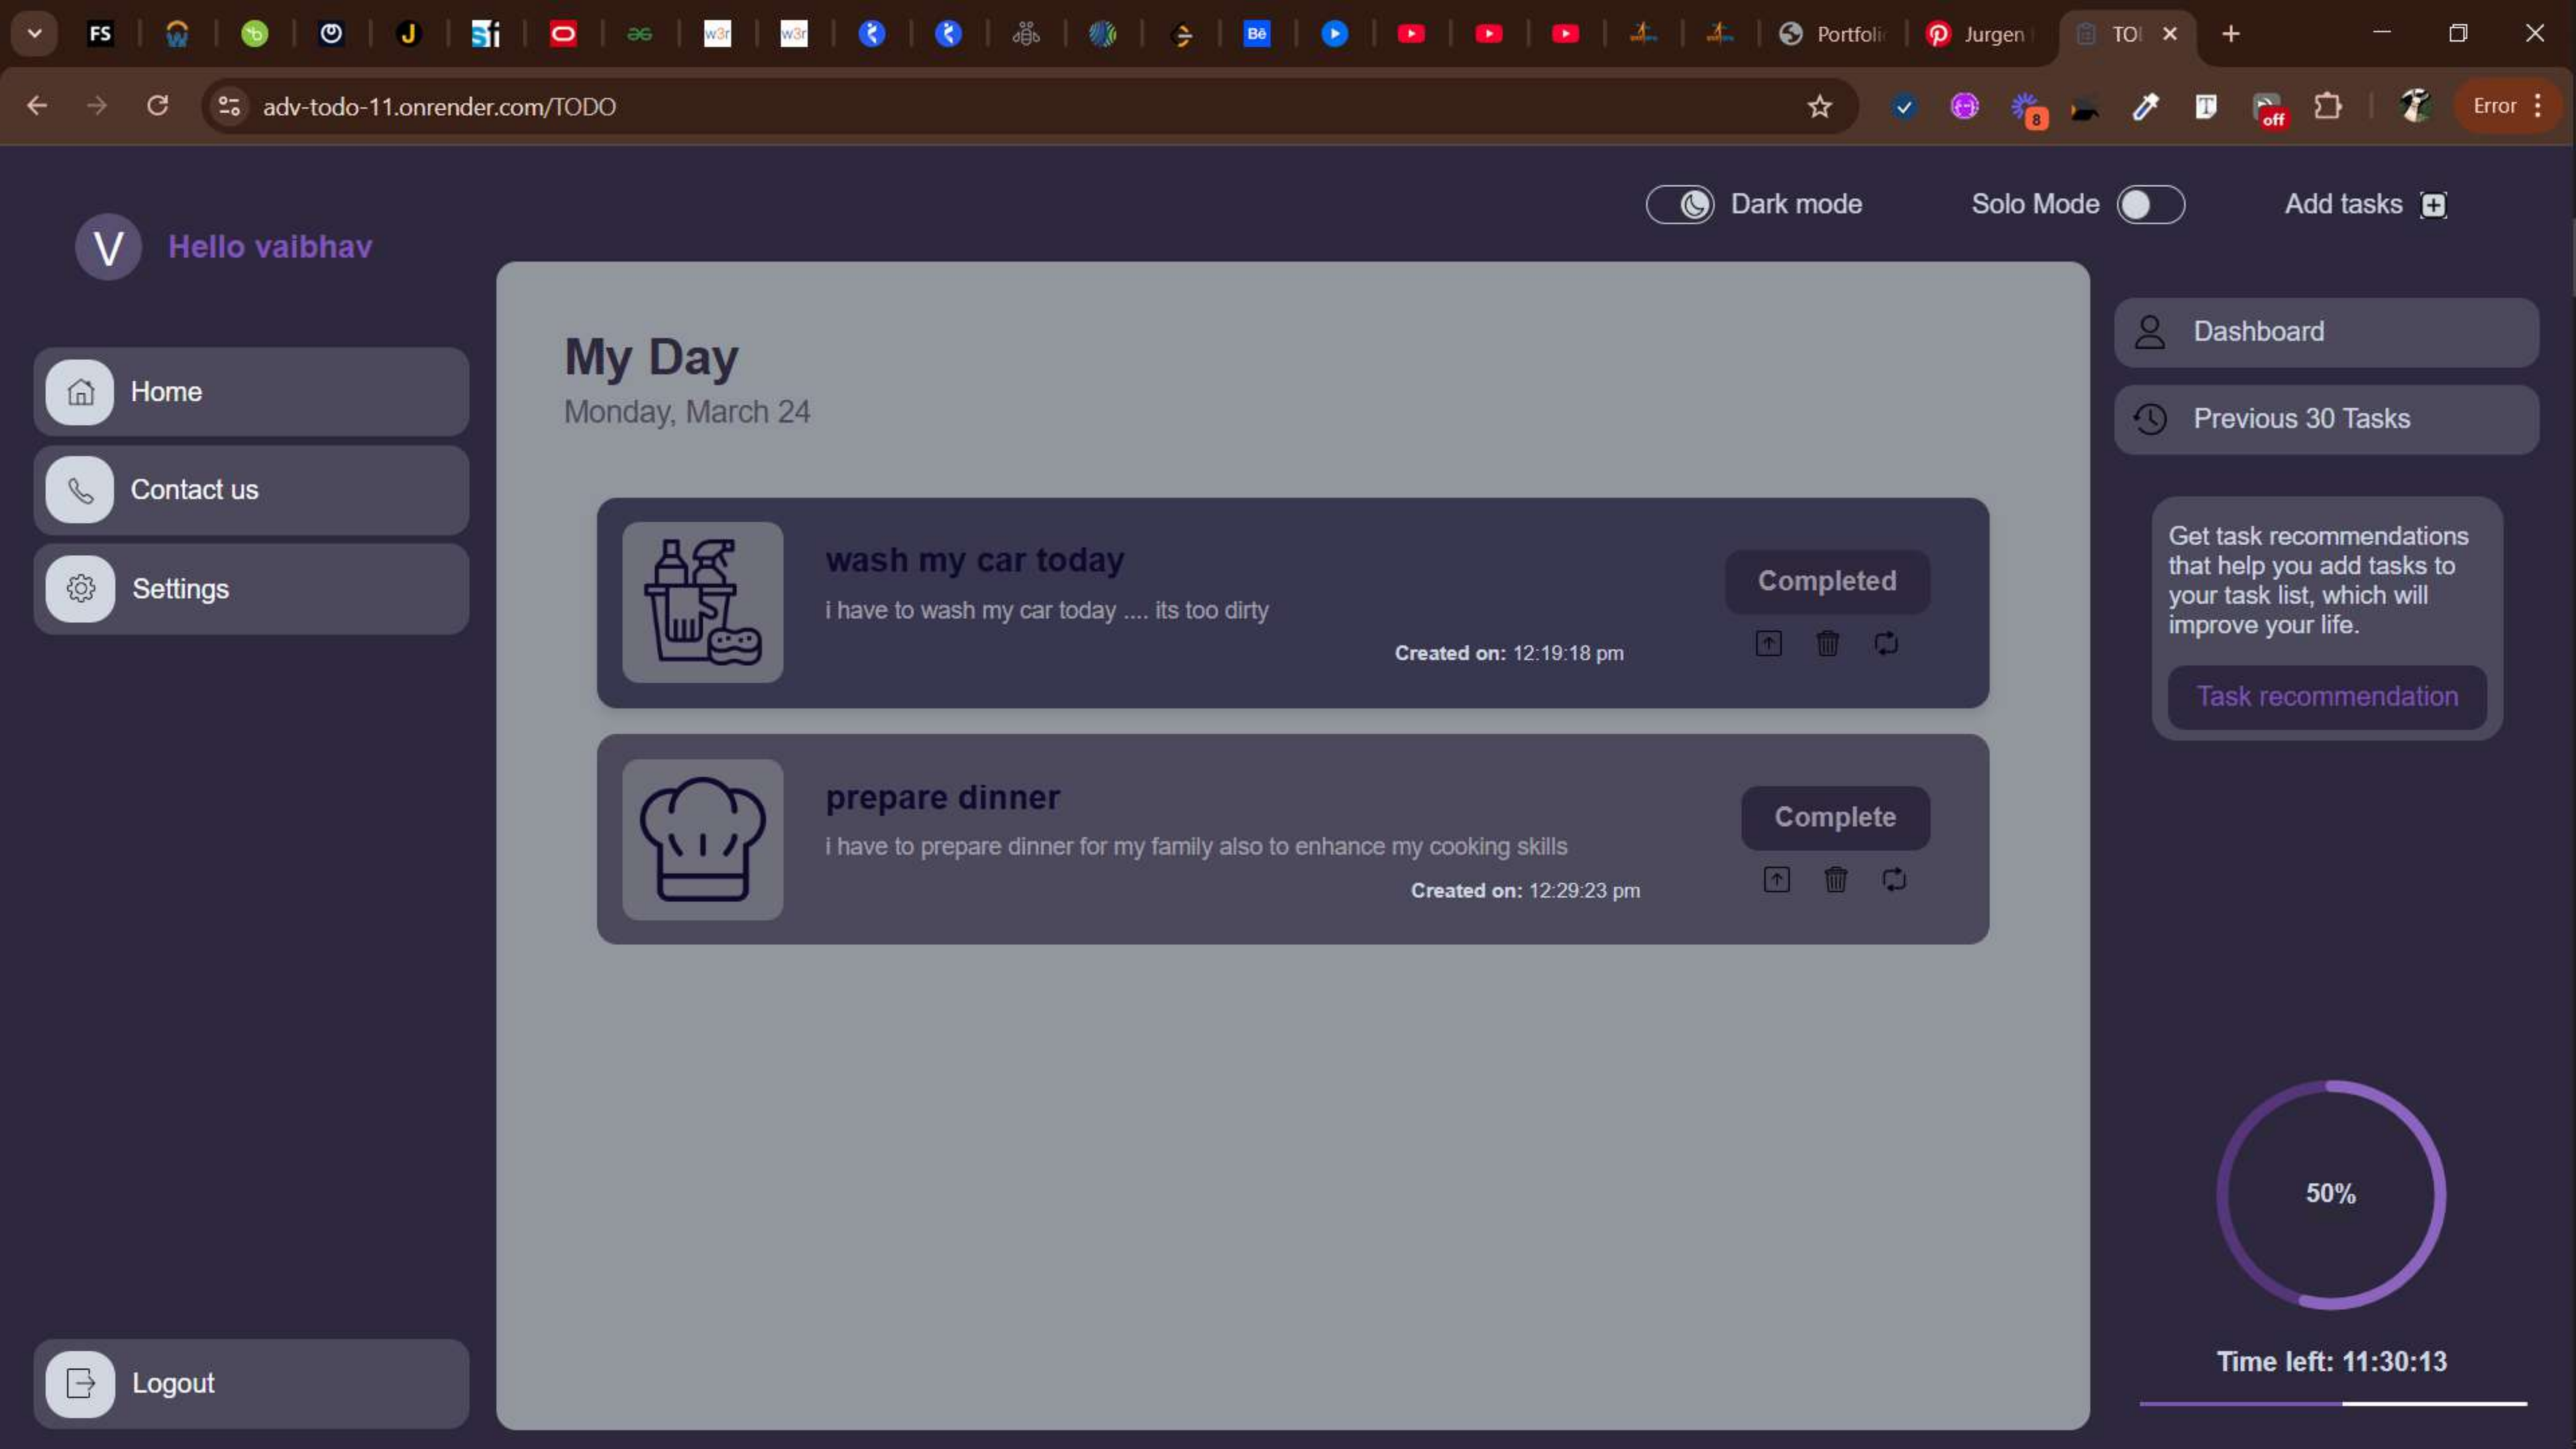 FS
J
w3r
w3r
Bē
Portfoli
Jurgen
TO
adv-todo-11.onrender.com/TODO
8
T
off
Error
Dark mode
Solo Mode
Add tasks
V
Hello vaibhav
Home
Contact us
Settings
Logout
My Day
Monday, March 24
wash my car today
i have to wash my car today .... its too dirty
Created on: 12:19:18 pm
Completed
prepare dinner
i have to prepare dinner for my family also to enhance my cooking skills
Created on: 12:29:23 pm
Complete
Dashboard
Previous 30 Tasks
Get task recommendations
that help you add tasks to
your task list, which will
improve your life.
Task recommendation
50%
Time left: 11:30:13